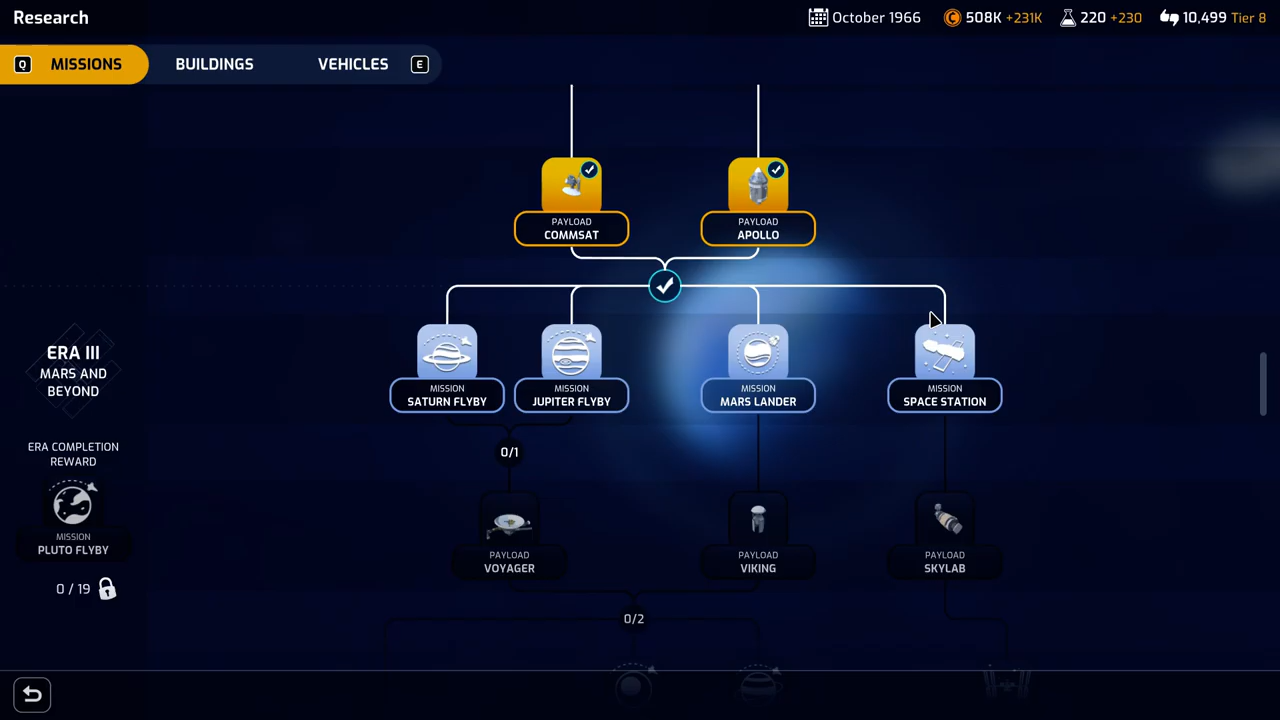 Research
October 1966
508K +231K
220 +230
10,499 Tier 8
Q MISSIONS
BUILDINGS
VEHICLES E
PAYLOAD
COMMSAT
PAYLOAD
APOLLO
ERA III
MARS AND
BEYOND
ERA COMPLETION
REWARD
MISSION
PLUTO FLYBY
0 / 19
MISSION
SATURN FLYBY
MISSION
JUPITER FLYBY
MISSION
MARS LANDER
MISSION
SPACE STATION
0/1
PAYLOAD
VOYAGER
PAYLOAD
VIKING
PAYLOAD
SKYLAB
0/2